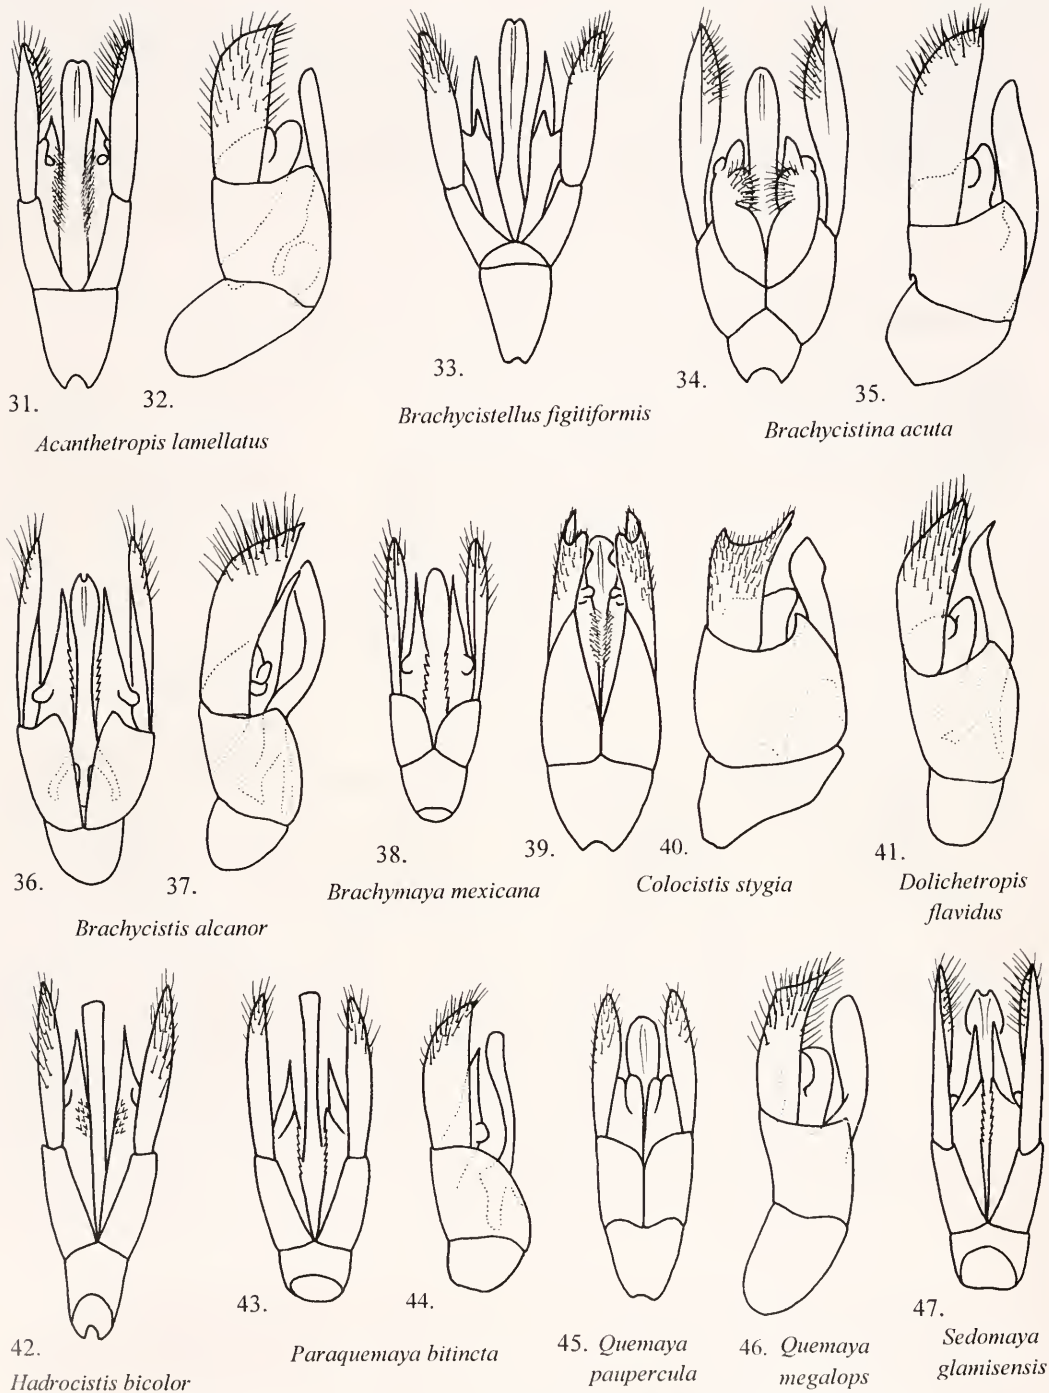 31. 32.
Acanthetropis lamellatus
33.
Brachycistellus figitiformis
34. 35.
Brachycistina acuta
36. 37.
Brachycistis alcanor
38.
Brachymaya mexicana
39. 40.
Colocistis stygia
41.
Dolichetropis
flavidus
42.
Hadrocistis bicolor
43. 44.
Paraquemaya bitincta
45. Quemaya
paupercula
46. Quemaya
megalops
47.
Sedomaya
glamisensis